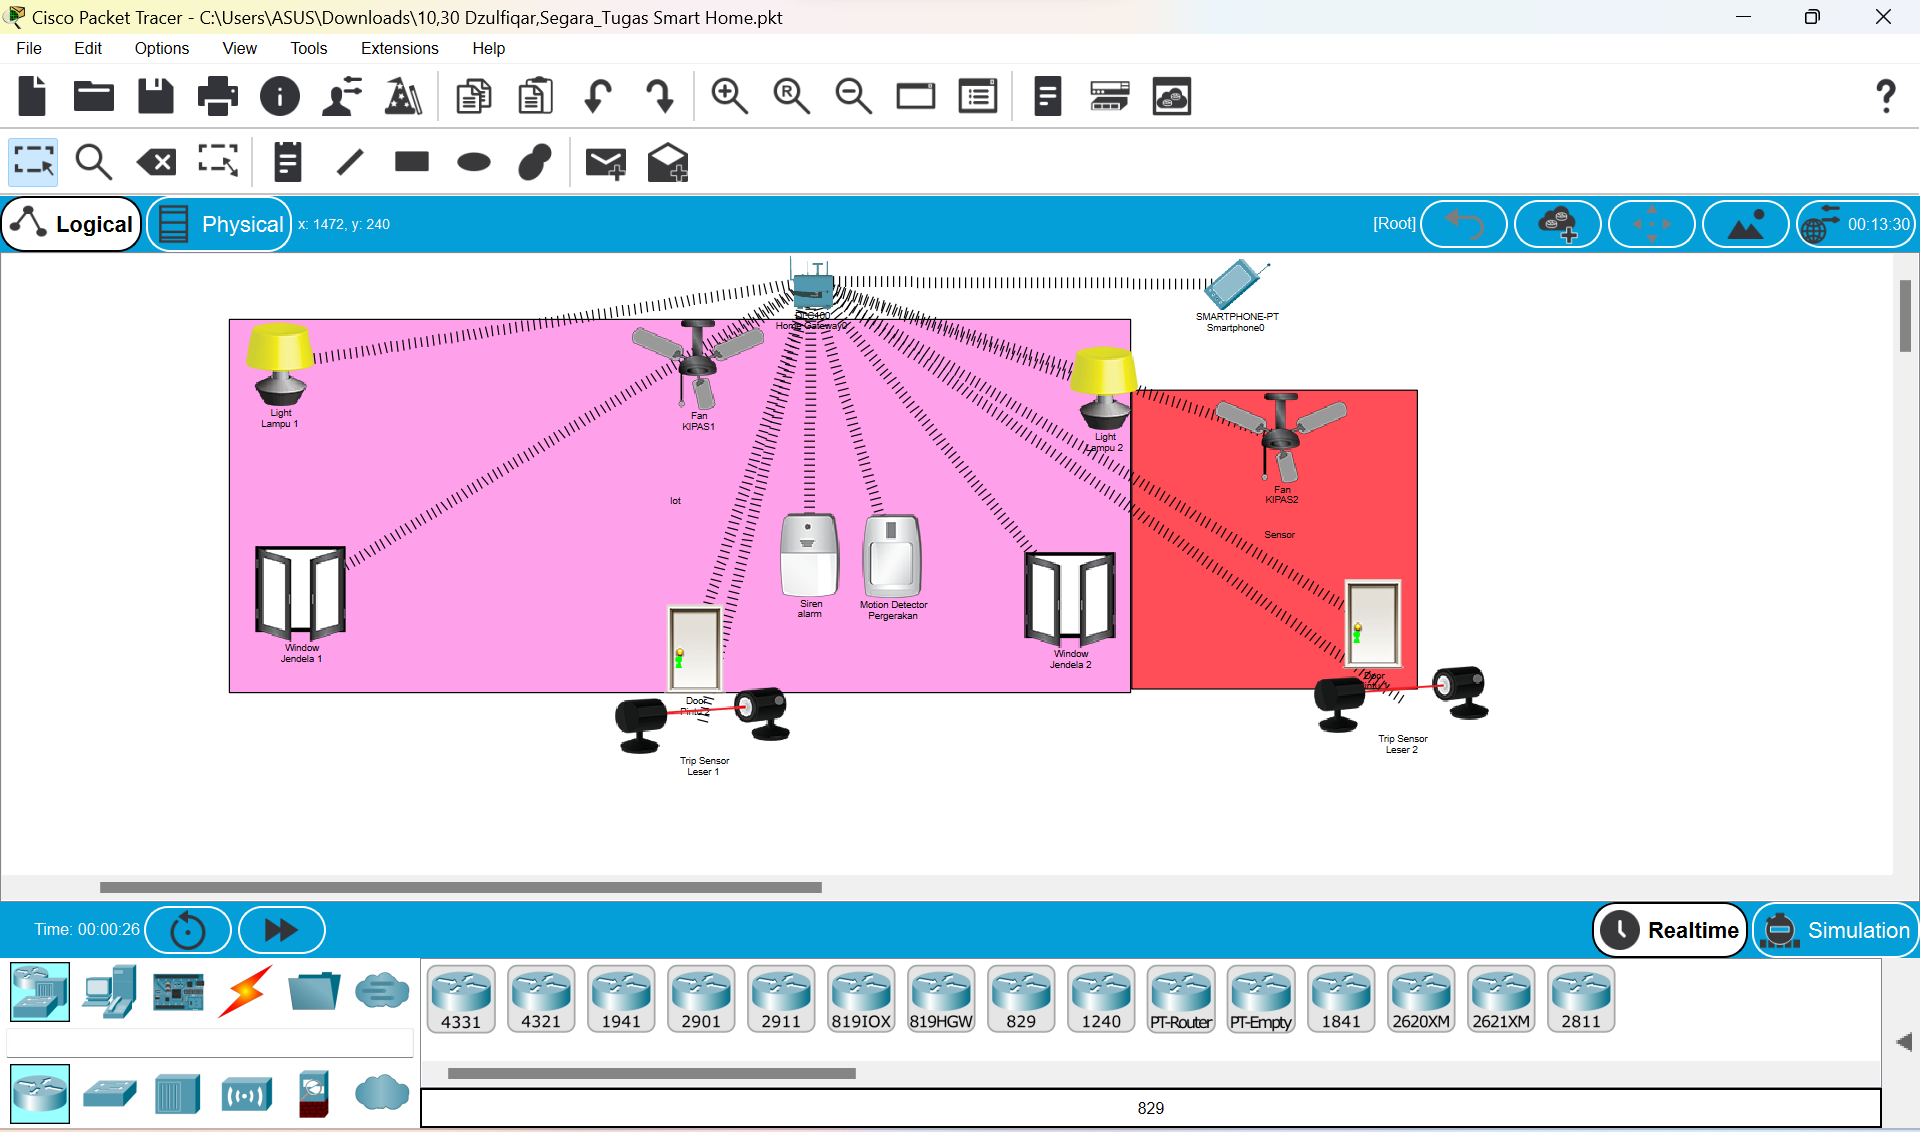 Cisco Packet Tracer - C:\Users\ASUS\Downloads\10,30 Dzulfiqar,Segara_Tugas Smart Home.pkt
File Edit Options View Tools Extensions Help
Logical Physical x: 1472, y: 240 [Root] 00:13:30
Home Gateway0
SMARTPHONE-PT
Smartphone0
Light
Lampu 1
Fan
KIPAS1
Light
Lampu 2
Fan
KIPAS2
Iot
Sensor
Siren
alarm
Motion Detector
Pergerakan
Window
Jendela 1
Window
Jendela 2
Door
Pintu 2
Door
Trip Sensor
Leser 1
Trip Sensor
Leser 2
Time: 00:00:26 Realtime Simulation
4331 4321 1941 2901 2911 819IOX 819HGW 829 1240 PT-Router PT-Empty 1841 2620XM 2621XM 2811
829